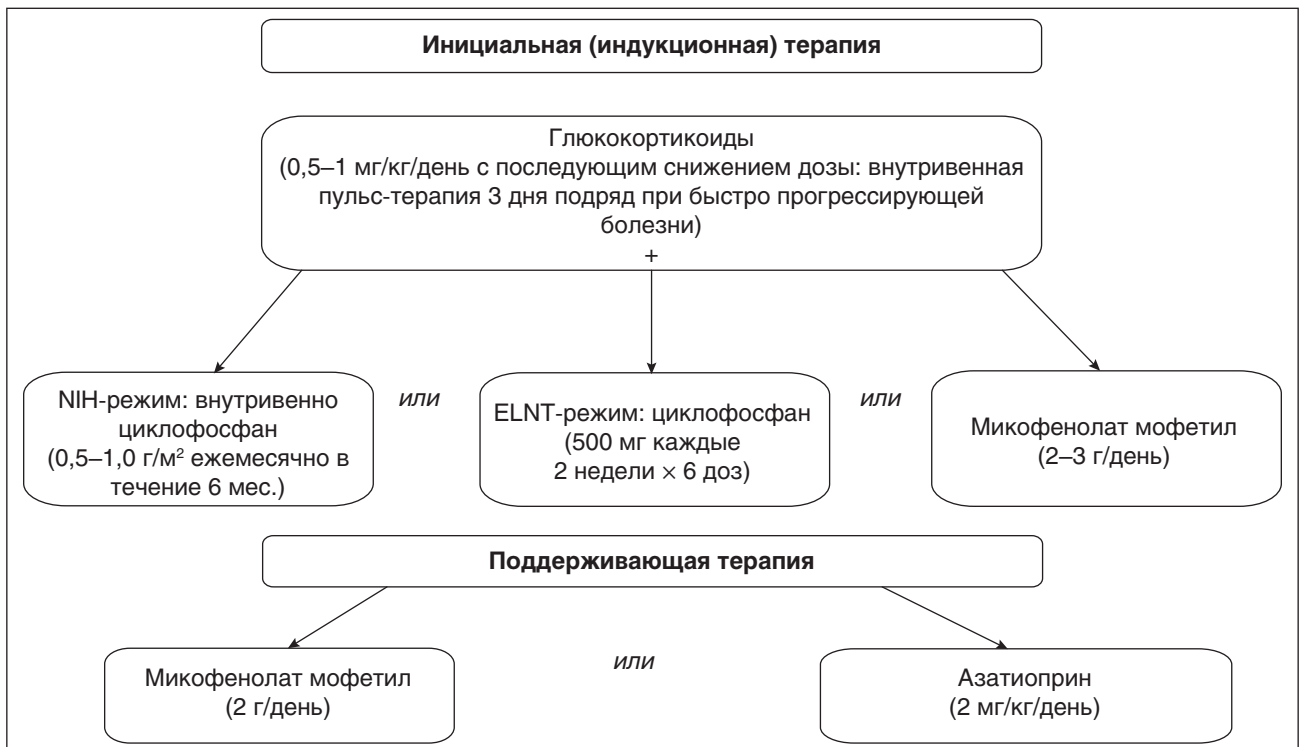 Инициальная (индукционная) терапия
Глюкокортикоиды
(0,5–1 мг/кг/день с последующим снижением дозы: внутривенная
пульс-терапия 3 дня подряд при быстро прогрессирующей
болезни)
+
NIH-режим: внутривенно
циклофосфан
(0,5–1,0 г/м² ежемесячно в
течение 6 мес.)
или
ELNT-режим: циклофосфан
(500 мг каждые
2 недели × 6 доз)
или
Микофенолат мофетил
(2–3 г/день)
Поддерживающая терапия
Микофенолат мофетил
(2 г/день)
или
Азатиоприн
(2 мг/кг/день)